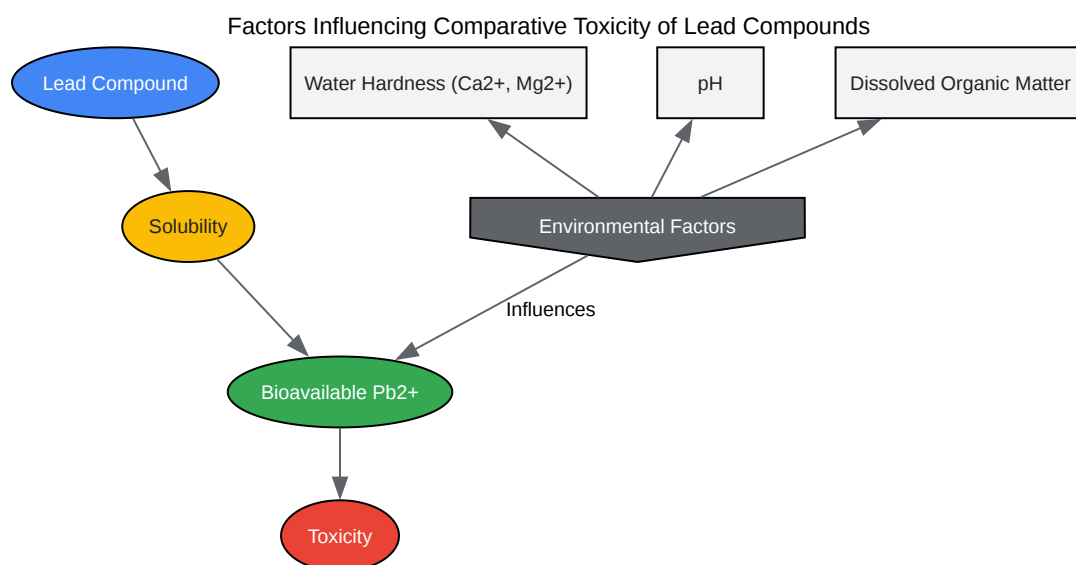 Factors Influencing Comparative Toxicity of Lead Compounds
Lead Compound
Water Hardness (Ca2+, Mg2+)
pH
Dissolved Organic Matter
Solubility
Environmental Factors
Influences
Bioavailable Pb2+
Toxicity